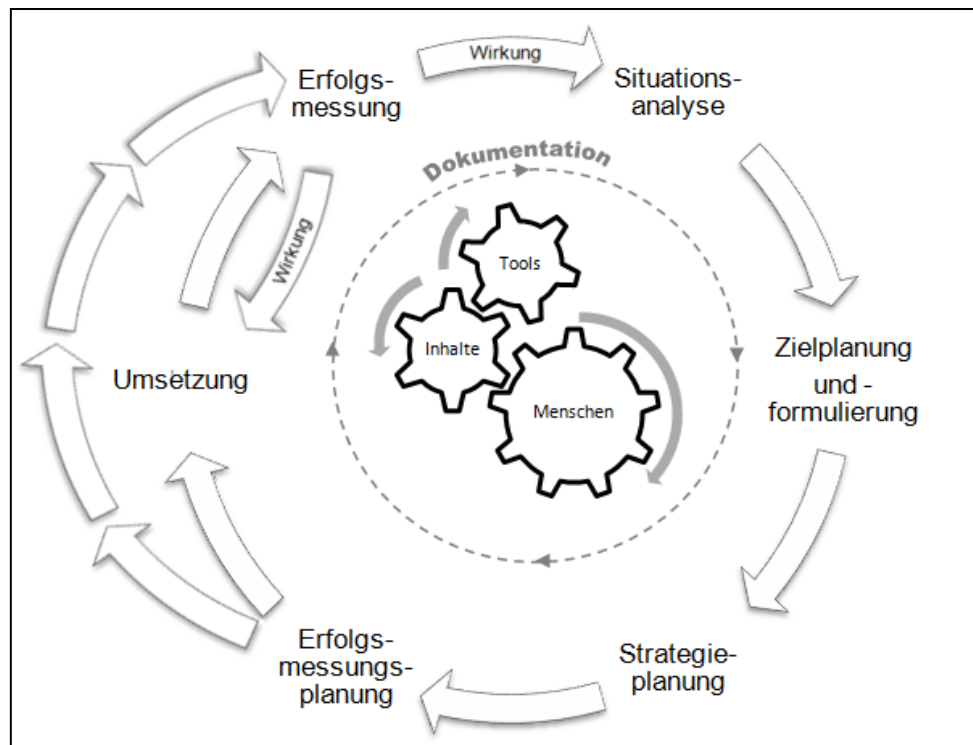 Wirkung
Erfolgs-
messung
Situations-
analyse
Dokumentation
Tools
Wirkung
Inhalte
Menschen
Umsetzung
Zielplanung
und -
formulierung
Erfolgs-
messungs-
planung
Strategie-
planung